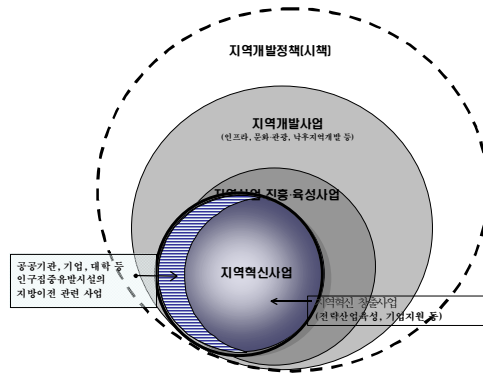 지역개발정책(시책)
지역개발사업
(인프라, 문화·관광, 낙후지역개발 등)
지역산업 진흥·육성사업
지역혁신사업
공공기관, 기업, 대학 등
인구집중유발시설의
지방이전 관련 사업
지역혁신 창출사업
(전략산업육성, 기업지원 등)